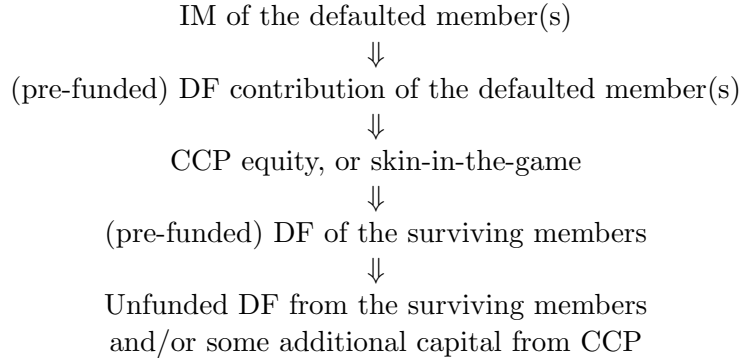 IM of the defaulted member(s)
⇓
(pre-funded) DF contribution of the defaulted member(s)
⇓
CCP equity, or skin-in-the-game
⇓
(pre-funded) DF of the surviving members
⇓
Unfunded DF from the surviving members
and/or some additional capital from CCP